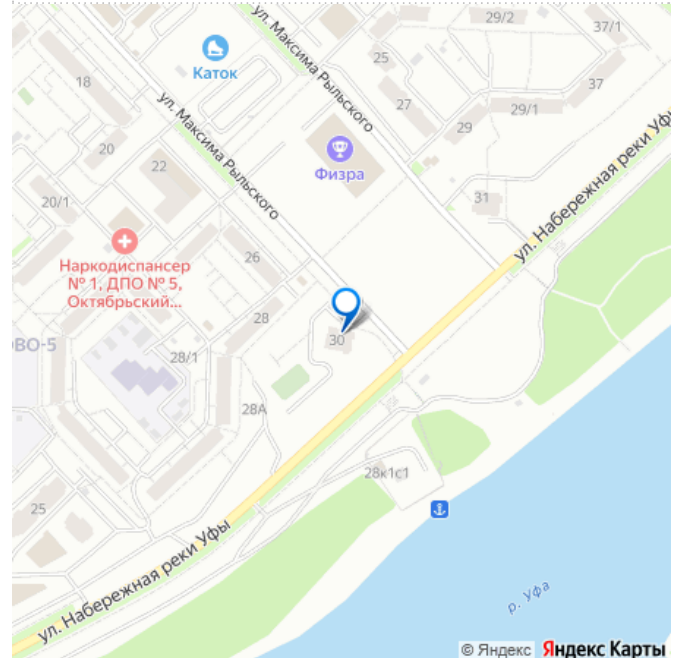 29/2
37/1
ул. Максима Рыльского
25
Каток
18
37
27
29/1
29
ул. Максима Рыльского
20
22
Физра
31
20/1
ул. Набережная реки Уфы
Наркодиспансер
№ 1, ДПО № 5,
Октябрьский...
26
28
30
ВО-5
28/1
28А
28к1с1
25
ул. Набережная реки Уфы
р. Уфа
© Яндекс Яндекс Карты